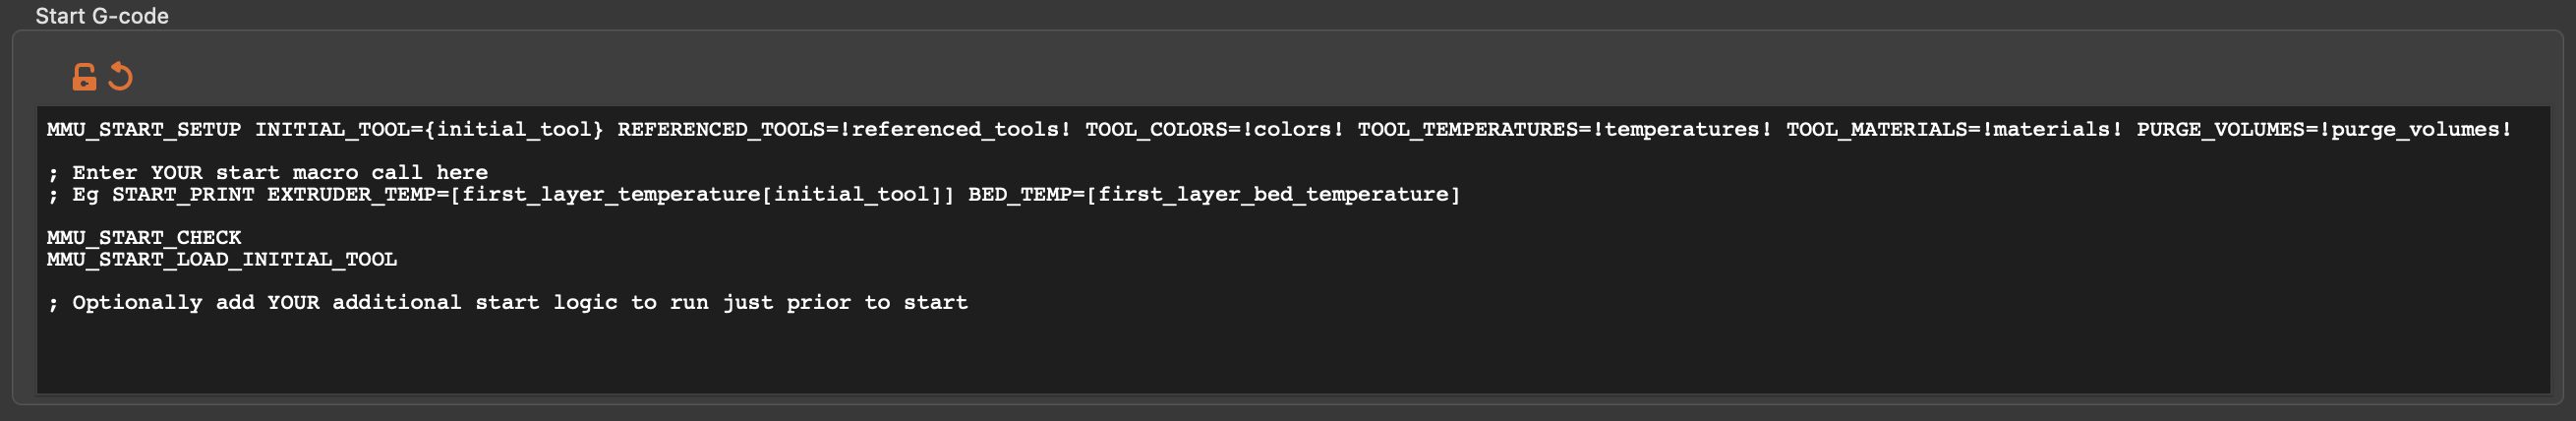 Start G-code
MMU_START_SETUP INITIAL_TOOL={initial_tool} REFERENCED_TOOLS=!referenced_tools! TOOL_COLORS=!colors! TOOL_TEMPERATURES=!temperatures! TOOL_MATERIALS=!materials! PURGE_VOLUMES=!purge_volumes!
; Enter YOUR start macro call here
; Eg START_PRINT EXTRUDER_TEMP=[first_layer_temperature[initial_tool]] BED_TEMP=[first_layer_bed_temperature]
MMU_START_CHECK
MMU_START_LOAD_INITIAL_TOOL
; Optionally add YOUR additional start logic to run just prior to start